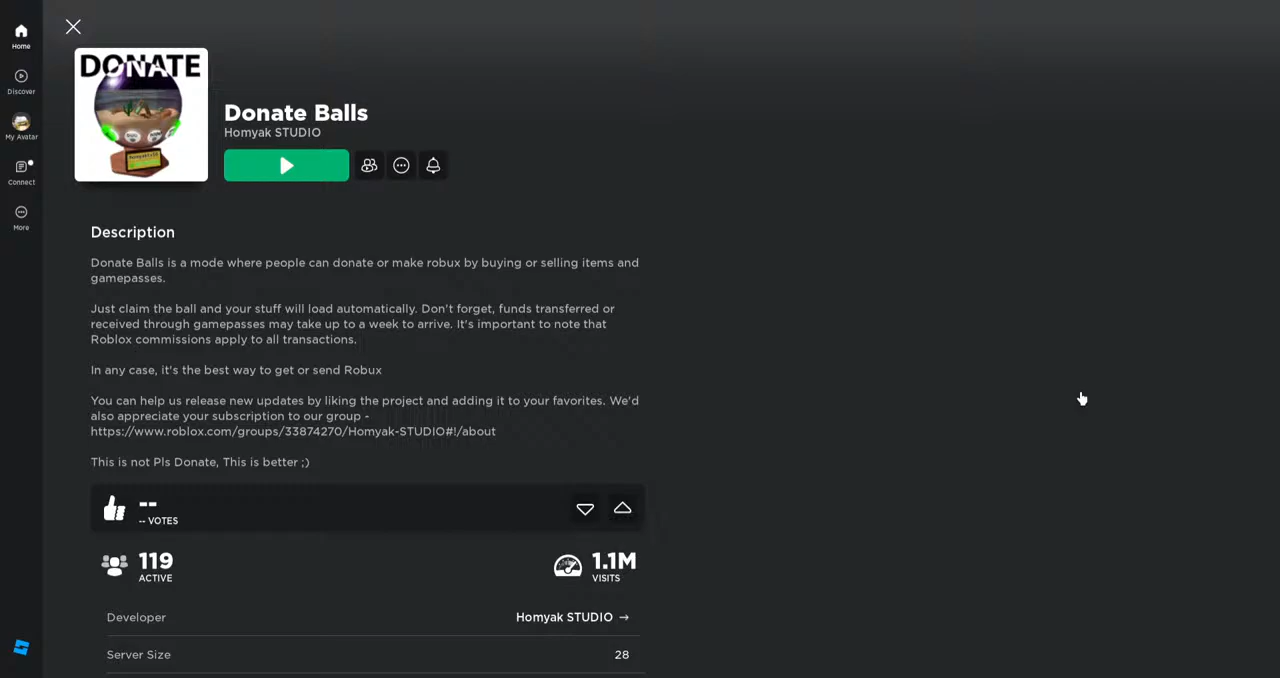 Home
Discover
My Avatar
Connect
More
DONATE
Donate Balls
Homyak STUDIO
Description
Donate Balls is a mode where people can donate or make robux by buying or selling items and
gamepasses.
Just claim the ball and your stuff will load automatically. Don't forget, funds transferred or
received through gamepasses may take up to a week to arrive. It's important to note that
Roblox commissions apply to all transactions.
In any case, it's the best way to get or send Robux
You can help us release new updates by liking the project and adding it to your favorites. We'd
also appreciate your subscription to our group -
https://www.roblox.com/groups/33874270/Homyak-STUDIO#!/about
This is not Pls Donate, This is better ;)
--
-- VOTES
119
ACTIVE
1.1M
VISITS
Developer
Homyak STUDIO →
Server Size
28